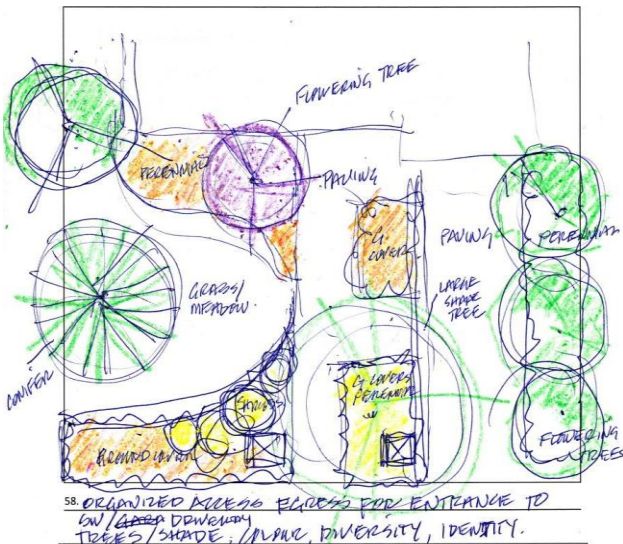 FLOWERING TREE
PERENNIAL
PAVING
G. COVER
PAVING
PERENNIAL
GRASS/
MEADOW.
LARGE
SHADE
TREE
CONIFER
G COVERS
PERENNIAL
SHRUBS
GROUND COVER
FLOWERING
TREES
58. ORGANIZED ACCESS EGRESS FOR ENTRANCE TO
SW/ DRIVEWAY
TREES/SHADE. COLOUR, DIVERSITY, IDENTITY.